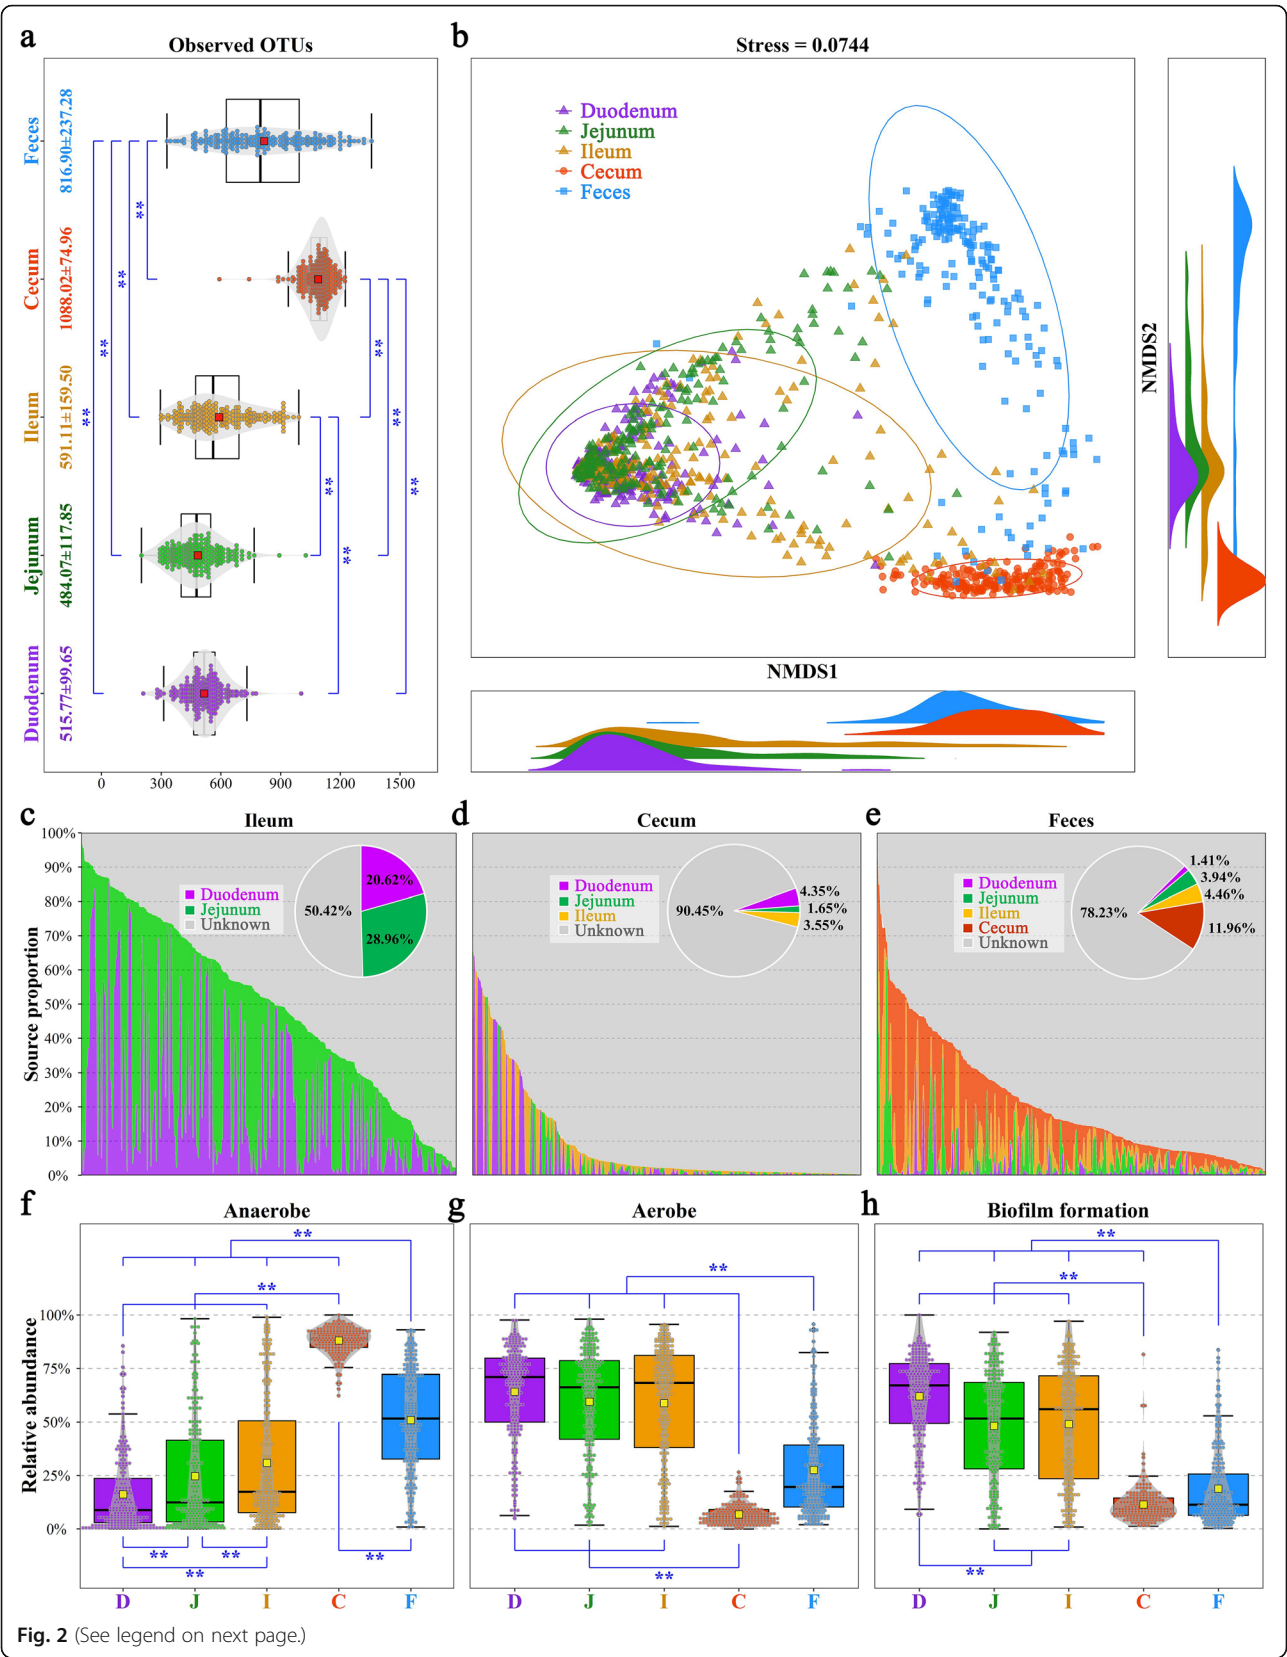 a
Observed OTUs
Feces
816.90±237.28
Cecum
1088.02±74.96
Ileum
591.11±159.50
Jejunum
484.07±117.85
Duodenum
515.77±99.65
**
**
**
**
**
**
**
**
**
0 300 600 900 1200 1500
b
Stress = 0.0744
Duodenum
Jejunum
Ileum
Cecum
Feces
NMDS2
NMDS1
c
Ileum
Source proportion
100%
90%
80%
70%
60%
50%
40%
30%
20%
10%
0%
Duodenum
Jejunum
Unknown
20.62%
50.42%
28.96%
d
Cecum
Duodenum
Jejunum
Ileum
Unknown
90.45%
4.35%
1.65%
3.55%
e
Feces
Duodenum
Jejunum
Ileum
Cecum
Unknown
78.23%
1.41%
3.94%
4.46%
11.96%
f
Anaerobe
Relative abundance
100%
75%
50%
25%
0%
**
**
**
**
**
**
D J I C F
g
Aerobe
**
**
D J I C F
h
Biofilm formation
**
**
**
D J I C F
Fig. 2 (See legend on next page.)